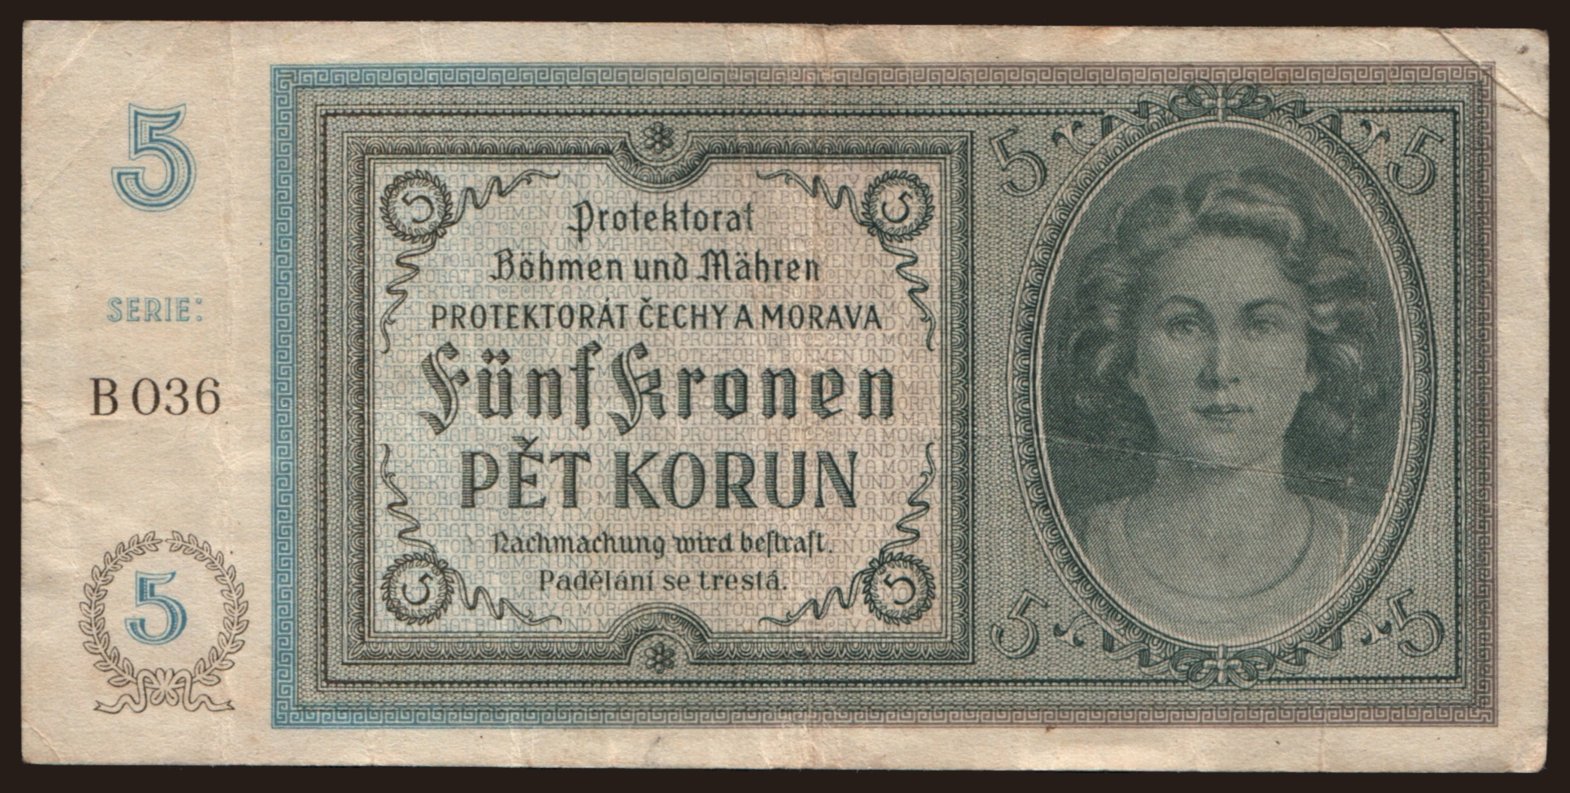 5
SERIE:
B 036
5
5
5
Protektorat
Böhmen und Mähren
PROTEKTORÁT ČECHY A MORAVA
Fünf Kronen
PĚT KORUN
Nachmachung wird bestraft.
Padělání se trestá.
5
5
5
5
5
5